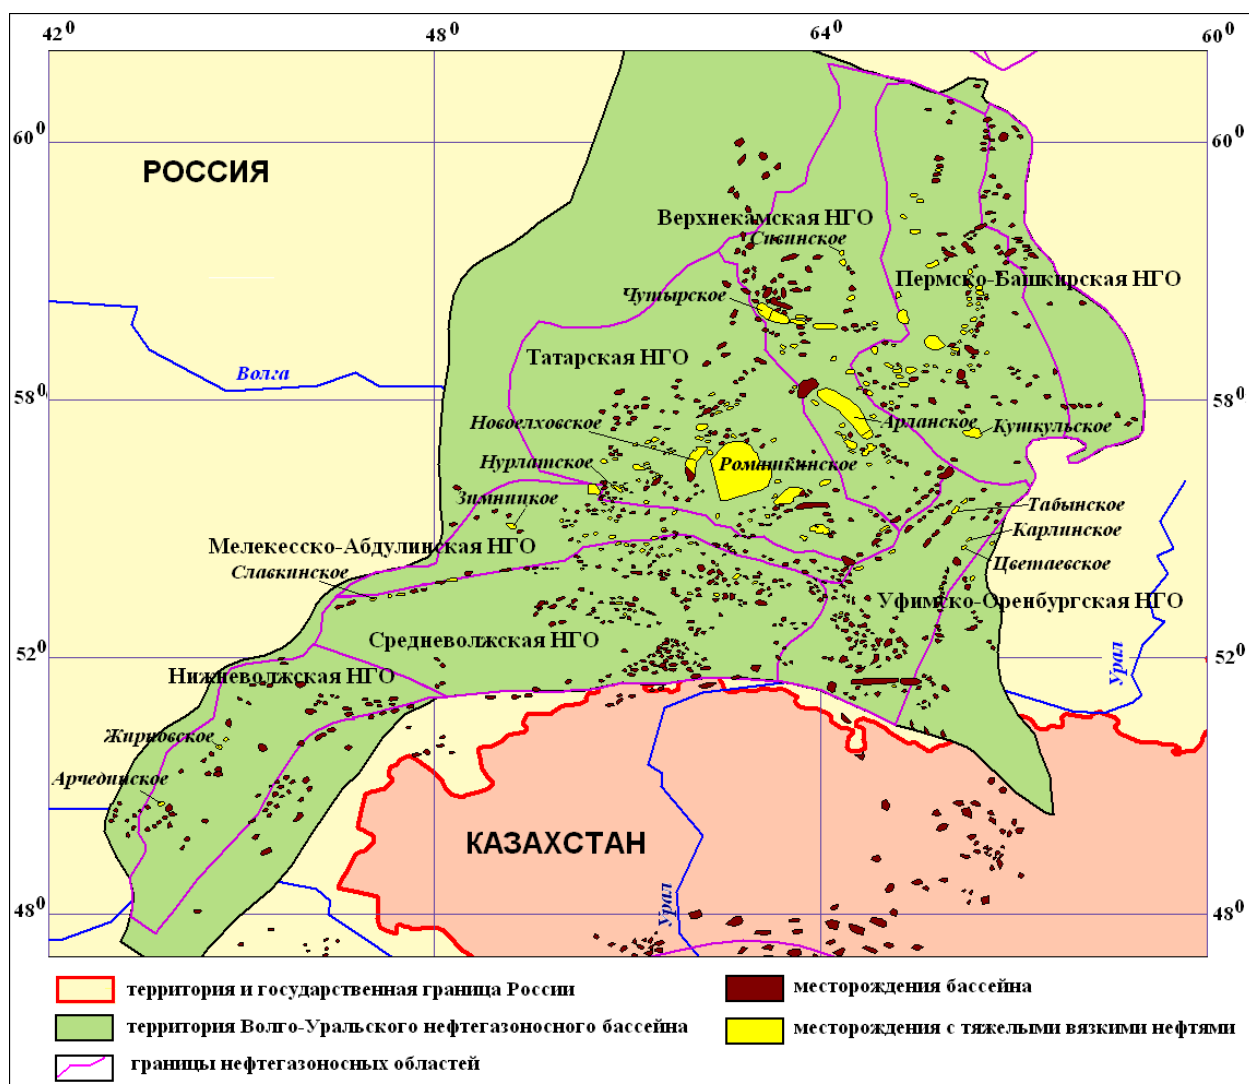 42⁰ 48⁰ 64⁰ 60⁰
60⁰ 60⁰
РОССИЯ
Верхнекамская НГО
Сивинское
Пермско-Башкирская НГО
Чутырское
Татарская НГО
Волга
58⁰ 58⁰
Новоелховское
Арланское
Кушкульское
Нурлатское
Ромашкинское
Зимницкое
Табынское
Карлинское
Мелекесско-Абдулинская НГО
Цветаевское
Славкинское
Уфимско-Оренбургская НГО
Средневолжская НГО
52⁰ 52⁰
Урал
Нижневолжская НГО
Жирновское
Арчединское
КАЗАХСТАН
Урал
48⁰ 48⁰
территория и государственная граница России
месторождения бассейна
территория Волго-Уральского нефтегазоносного бассейна
месторождения с тяжелыми вязкими нефтями
границы нефтегазоносных областей